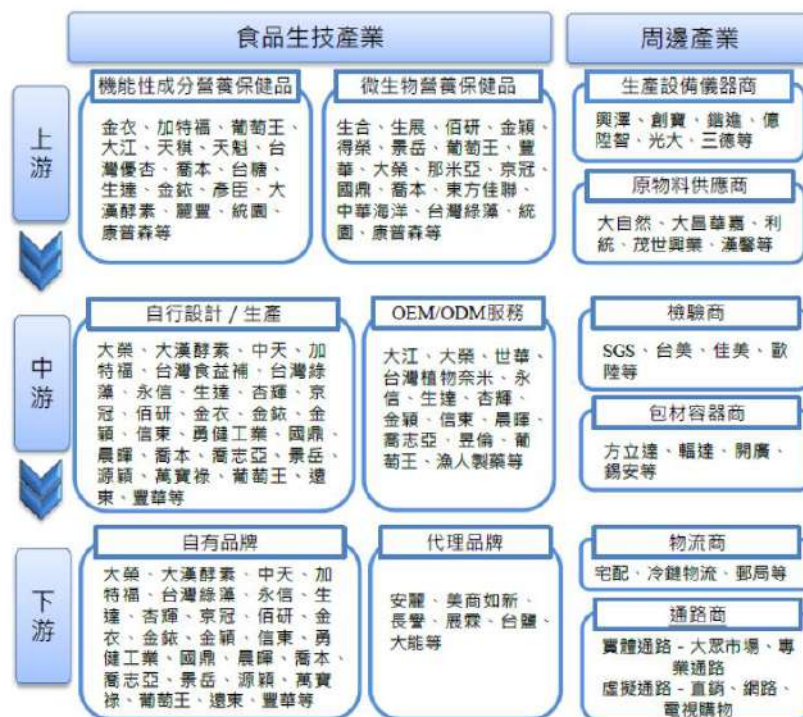 食品生技產業
周邊產業
上游
機能性成分營養保健品
金衣、加特福、葡萄王、
大江、天稘、天魁、台
灣優杏、喬本、台糖、
生達、金銥、彥臣、大
漢酵素、麗豐、統園、
康普森等
微生物營養保健品
生合、生展、佰研、金穎、
得榮、景岳、葡萄王、豐
華、大榮、那米亞、京冠、
國鼎、喬本、東方佳聯、
中華海洋、台灣綠藻、統
園、康普森等
生產設備儀器商
興澤、創寶、鍇進、億
陞智、光大、三德等
原物料供應商
大自然、大昌華嘉、利
統、茂世興業、漢馨等
中游
自行設計 / 生產
大榮、大漢酵素、中天、加
特福、台灣食益補、台灣綠
藻、永信、生達、杏輝、京
冠、佰研、金衣、金銥、金
穎、信東、勇健工業、國鼎、
晨暉、喬本、喬志亞、景岳、
源穎、萬寶祿、葡萄王、遠
東、豐華等
OEM/ODM服務
大江、大榮、世華、
台灣植物奈米、永
信、生達、杏輝、
金穎、信東、晨暉、
喬志亞、昱倫、葡
萄王、漁人製藥等
檢驗商
SGS、台美、佳美、歐
陸等
包材容器商
方立達、輻達、開廣、
錫安等
下游
自有品牌
大榮、大漢酵素、中天、加
特福、台灣綠藻、永信、生
達、杏輝、京冠、佰研、金
衣、金銥、金穎、信東、勇
健工業、國鼎、晨暉、喬本、
喬志亞、景岳、源穎、萬寶
祿、葡萄王、遠東、豐華等
代理品牌
安麗、美商如新、
長譽、展霖、台鹽、
大能等
物流商
宅配、冷鏈物流、郵局等
通路商
實體通路 - 大眾市場、專
業通路
虛擬通路 - 直銷、網路、
電視購物